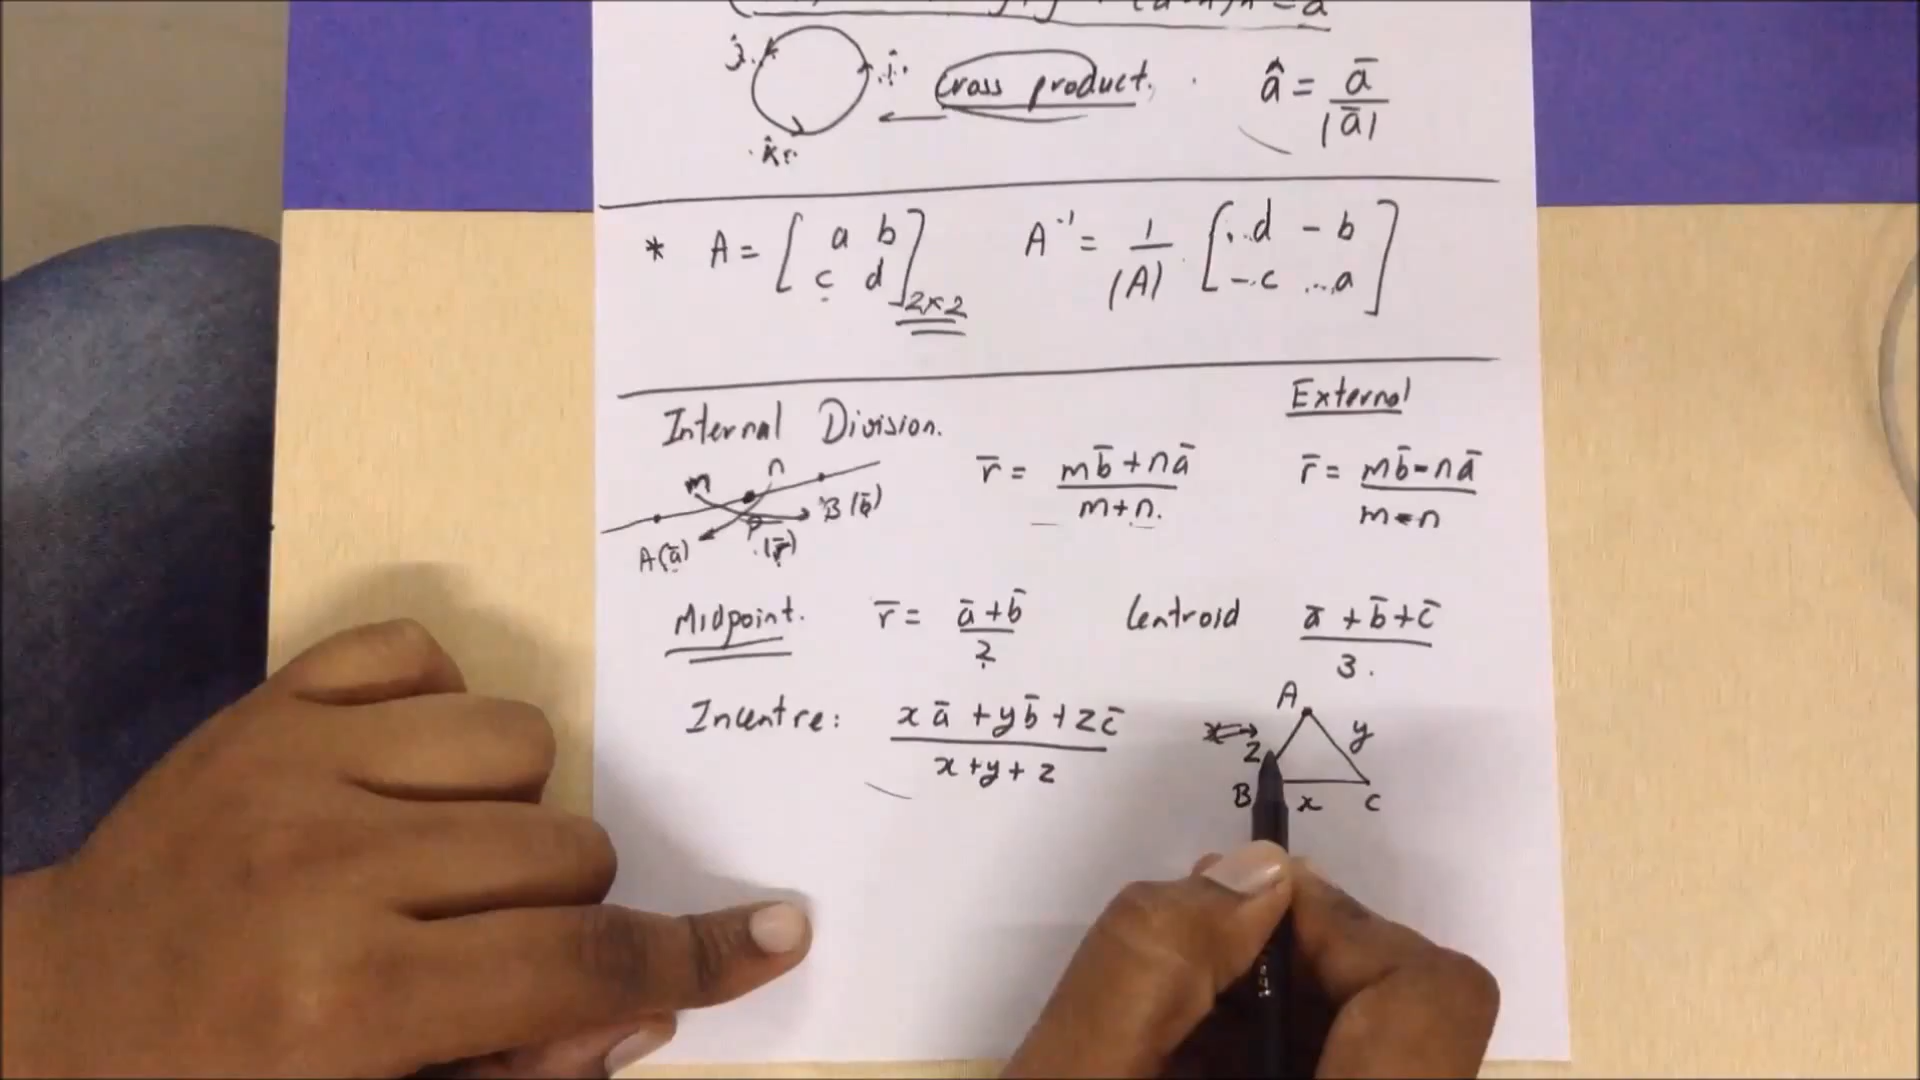 ĵ î Cross product. â = ā / |ā|
k̂
* A = [ a b ; c d ] 2×2 A⁻¹ = 1 / |A| [ d -b ; -c a ]
External
Internal Division.
m n r̄ = mb̄ + nā / m+n. r̄ = mb̄ - nā / m-n
A(ā) P (r̄) B(b̄)
Midpoint. r̄ = ā + b̄ / 2 Centroid ā + b̄ + c̄ / 3.
Incentre: xā + yb̄ + zc̄ / x + y + z
A
z y
B x C